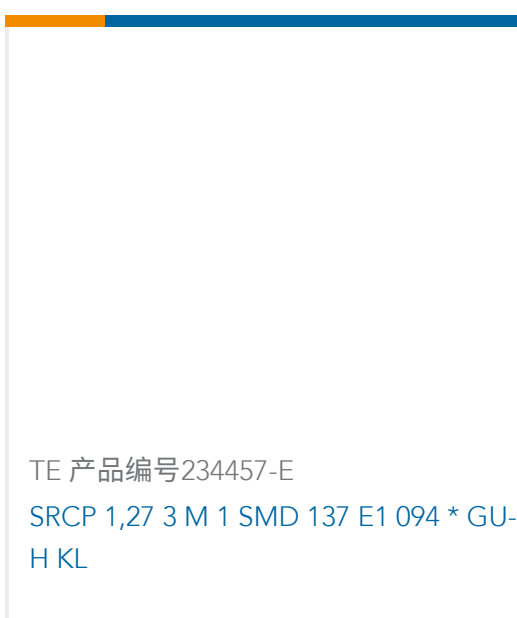 TE 产品编号234457-E
SRCP 1,27 3 M 1 SMD 137 E1 094 * GU-
H KL